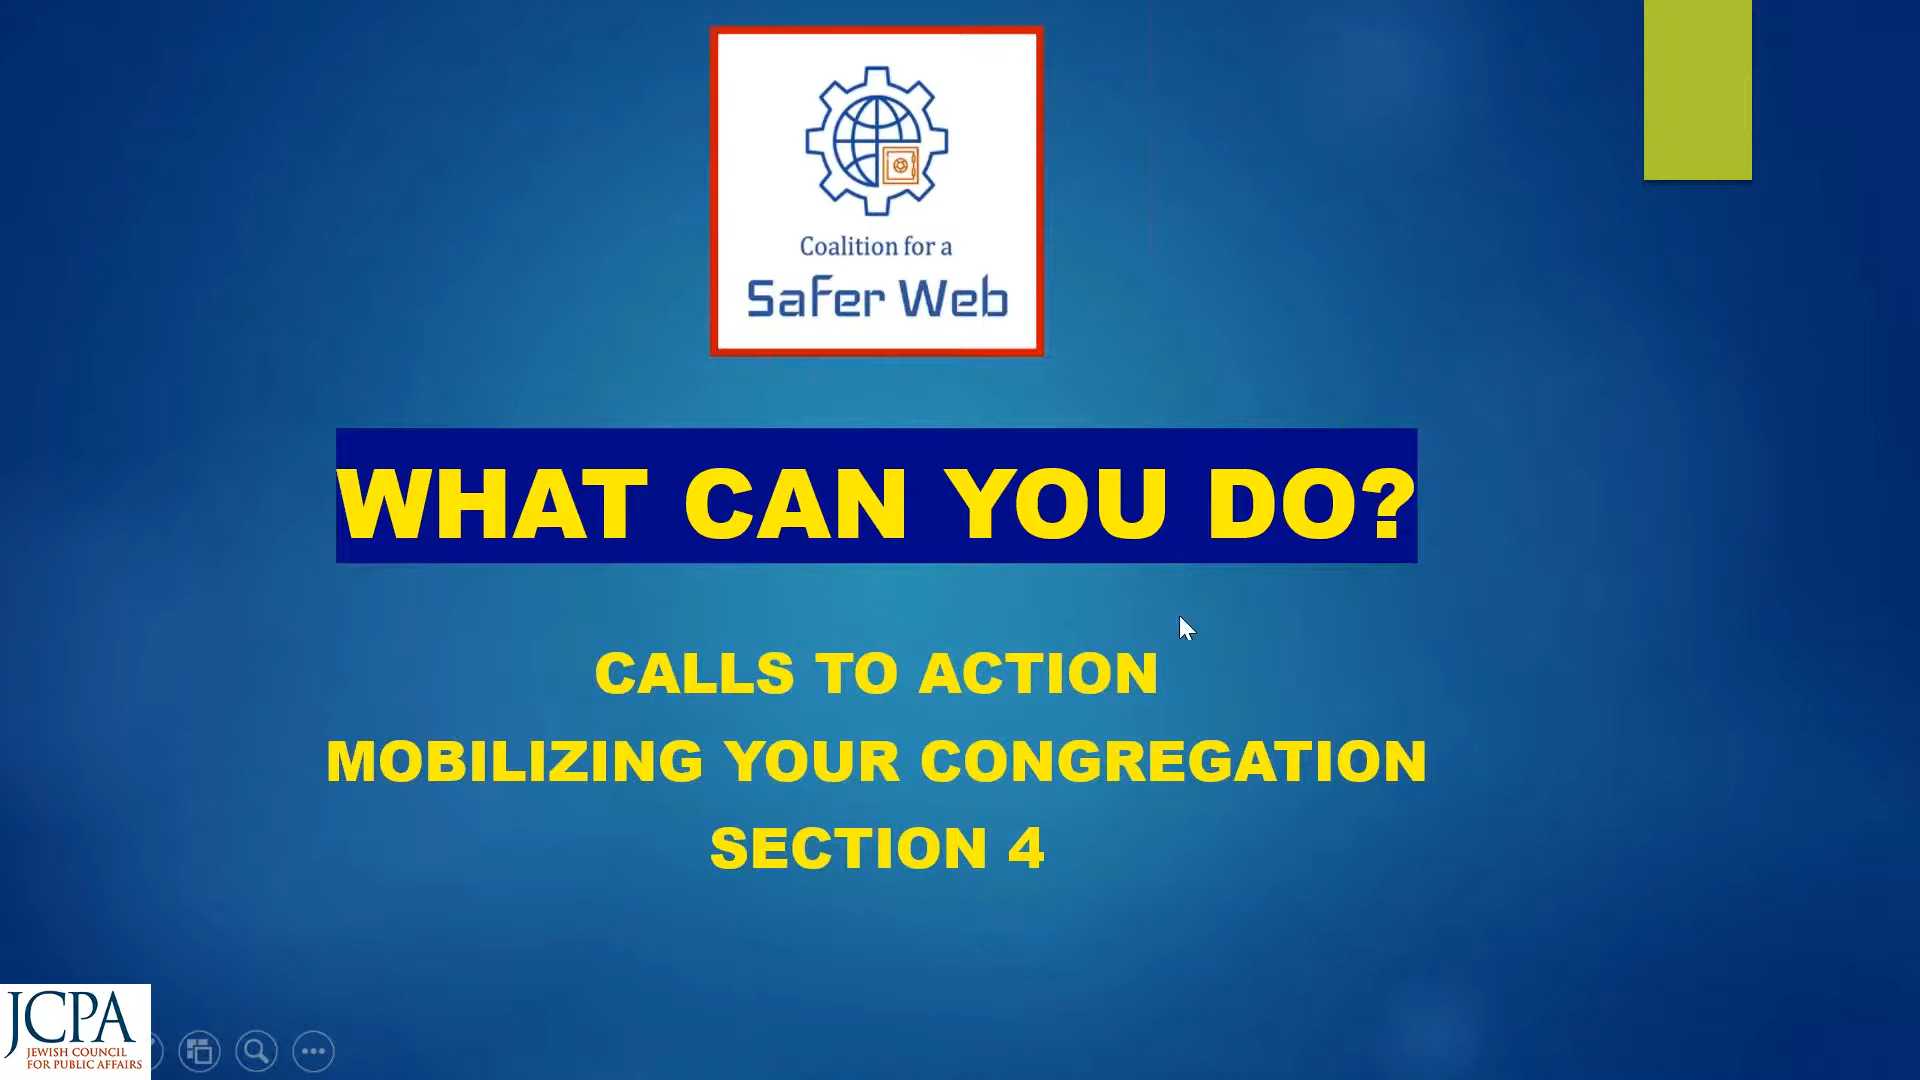 Coalition for a
Safer Web
WHAT CAN YOU DO?
CALLS TO ACTION
MOBILIZING YOUR CONGREGATION
SECTION 4
JCPA
JEWISH COUNCIL
FOR PUBLIC AFFAIRS